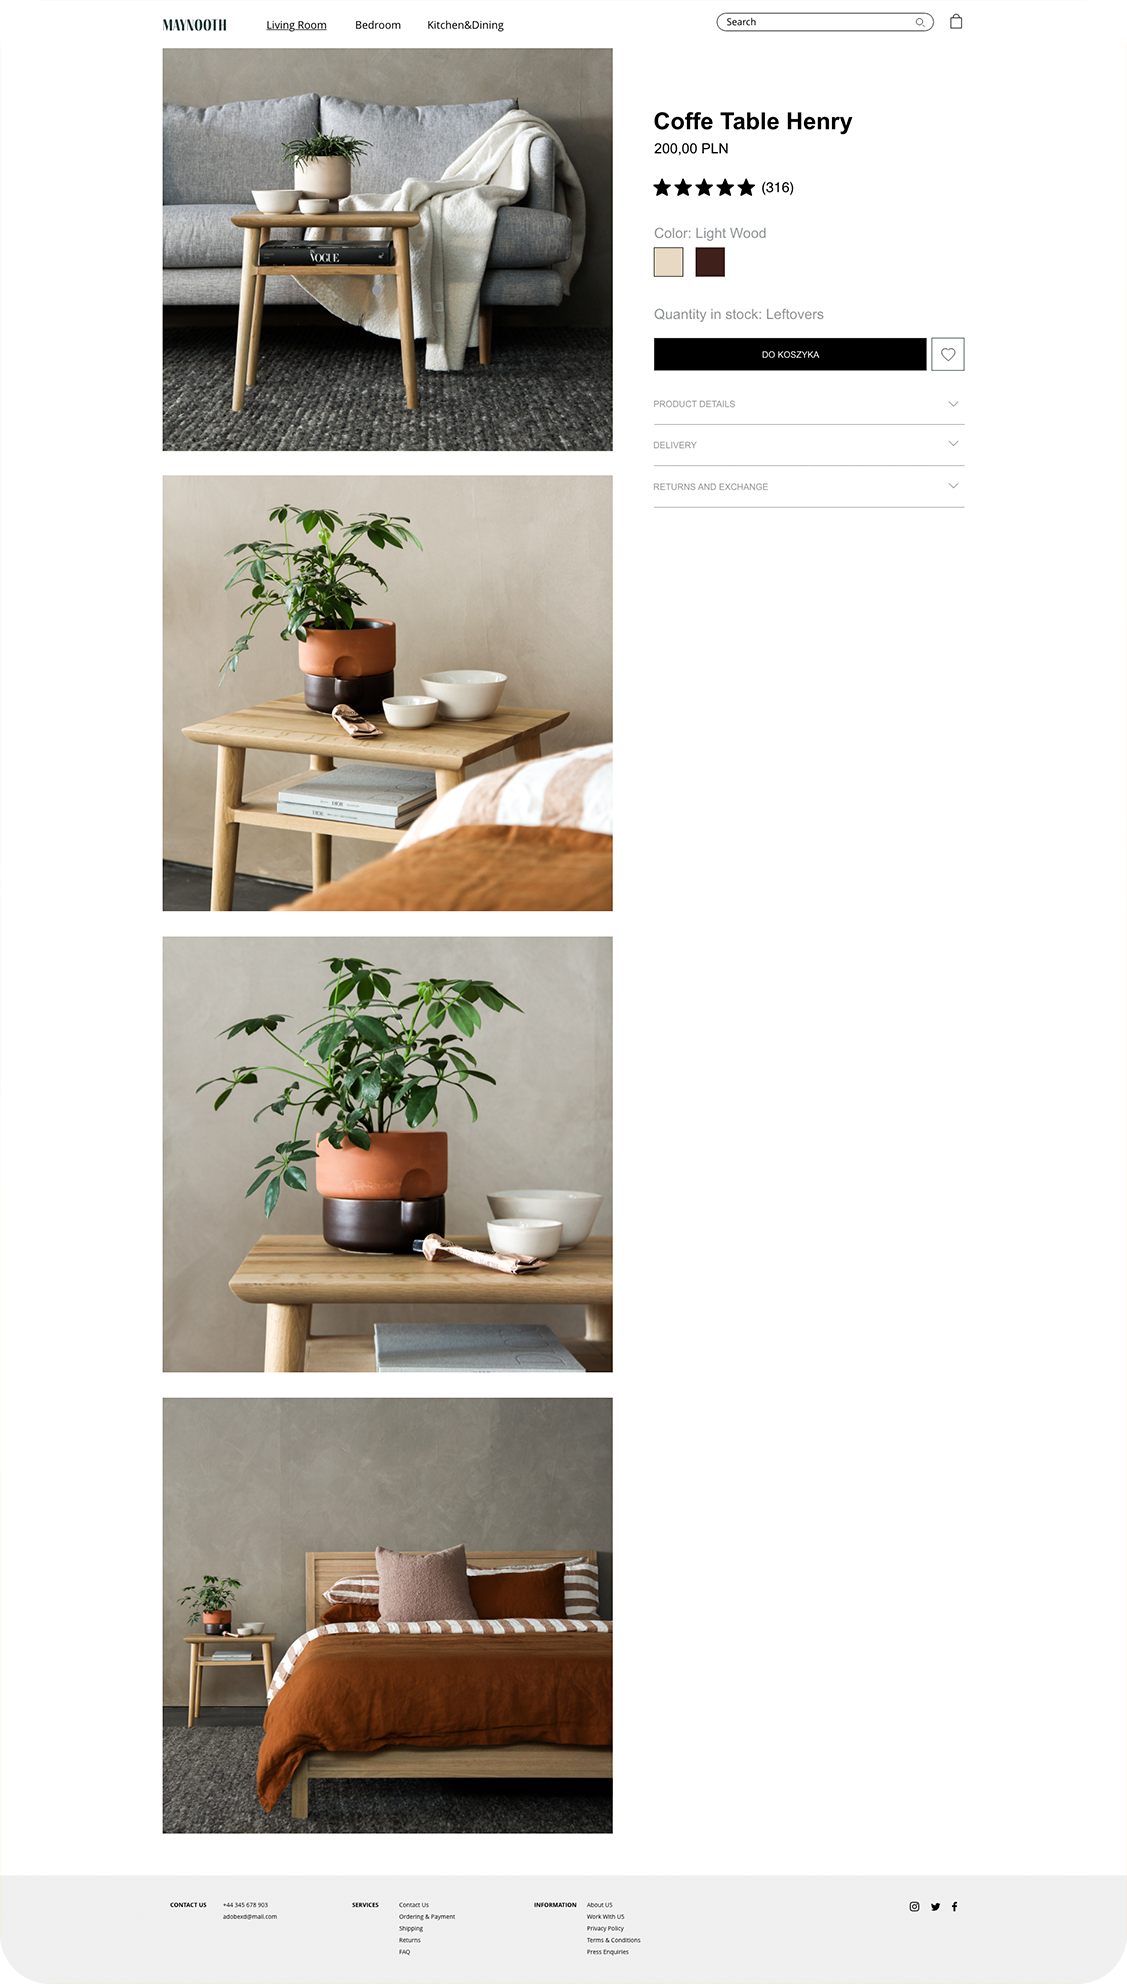 MAYNOOTH
Living Room
Bedroom
Kitchen&Dining
Search
Coffe Table Henry
200,00 PLN
(316)
Color: Light Wood
Quantity in stock: Leftovers
DO KOSZYKA
PRODUCT DETAILS
DELIVERY
RETURNS AND EXCHANGE
VOGUE
DIOR
DIOR
CONTACT US
+44 345 678 903
adobexd@mail.com
SERVICES
Contact Us
Ordering & Payment
Shipping
Returns
FAQ
INFORMATION
About US
Work With US
Privacy Policy
Terms & Conditions
Press Enquiries